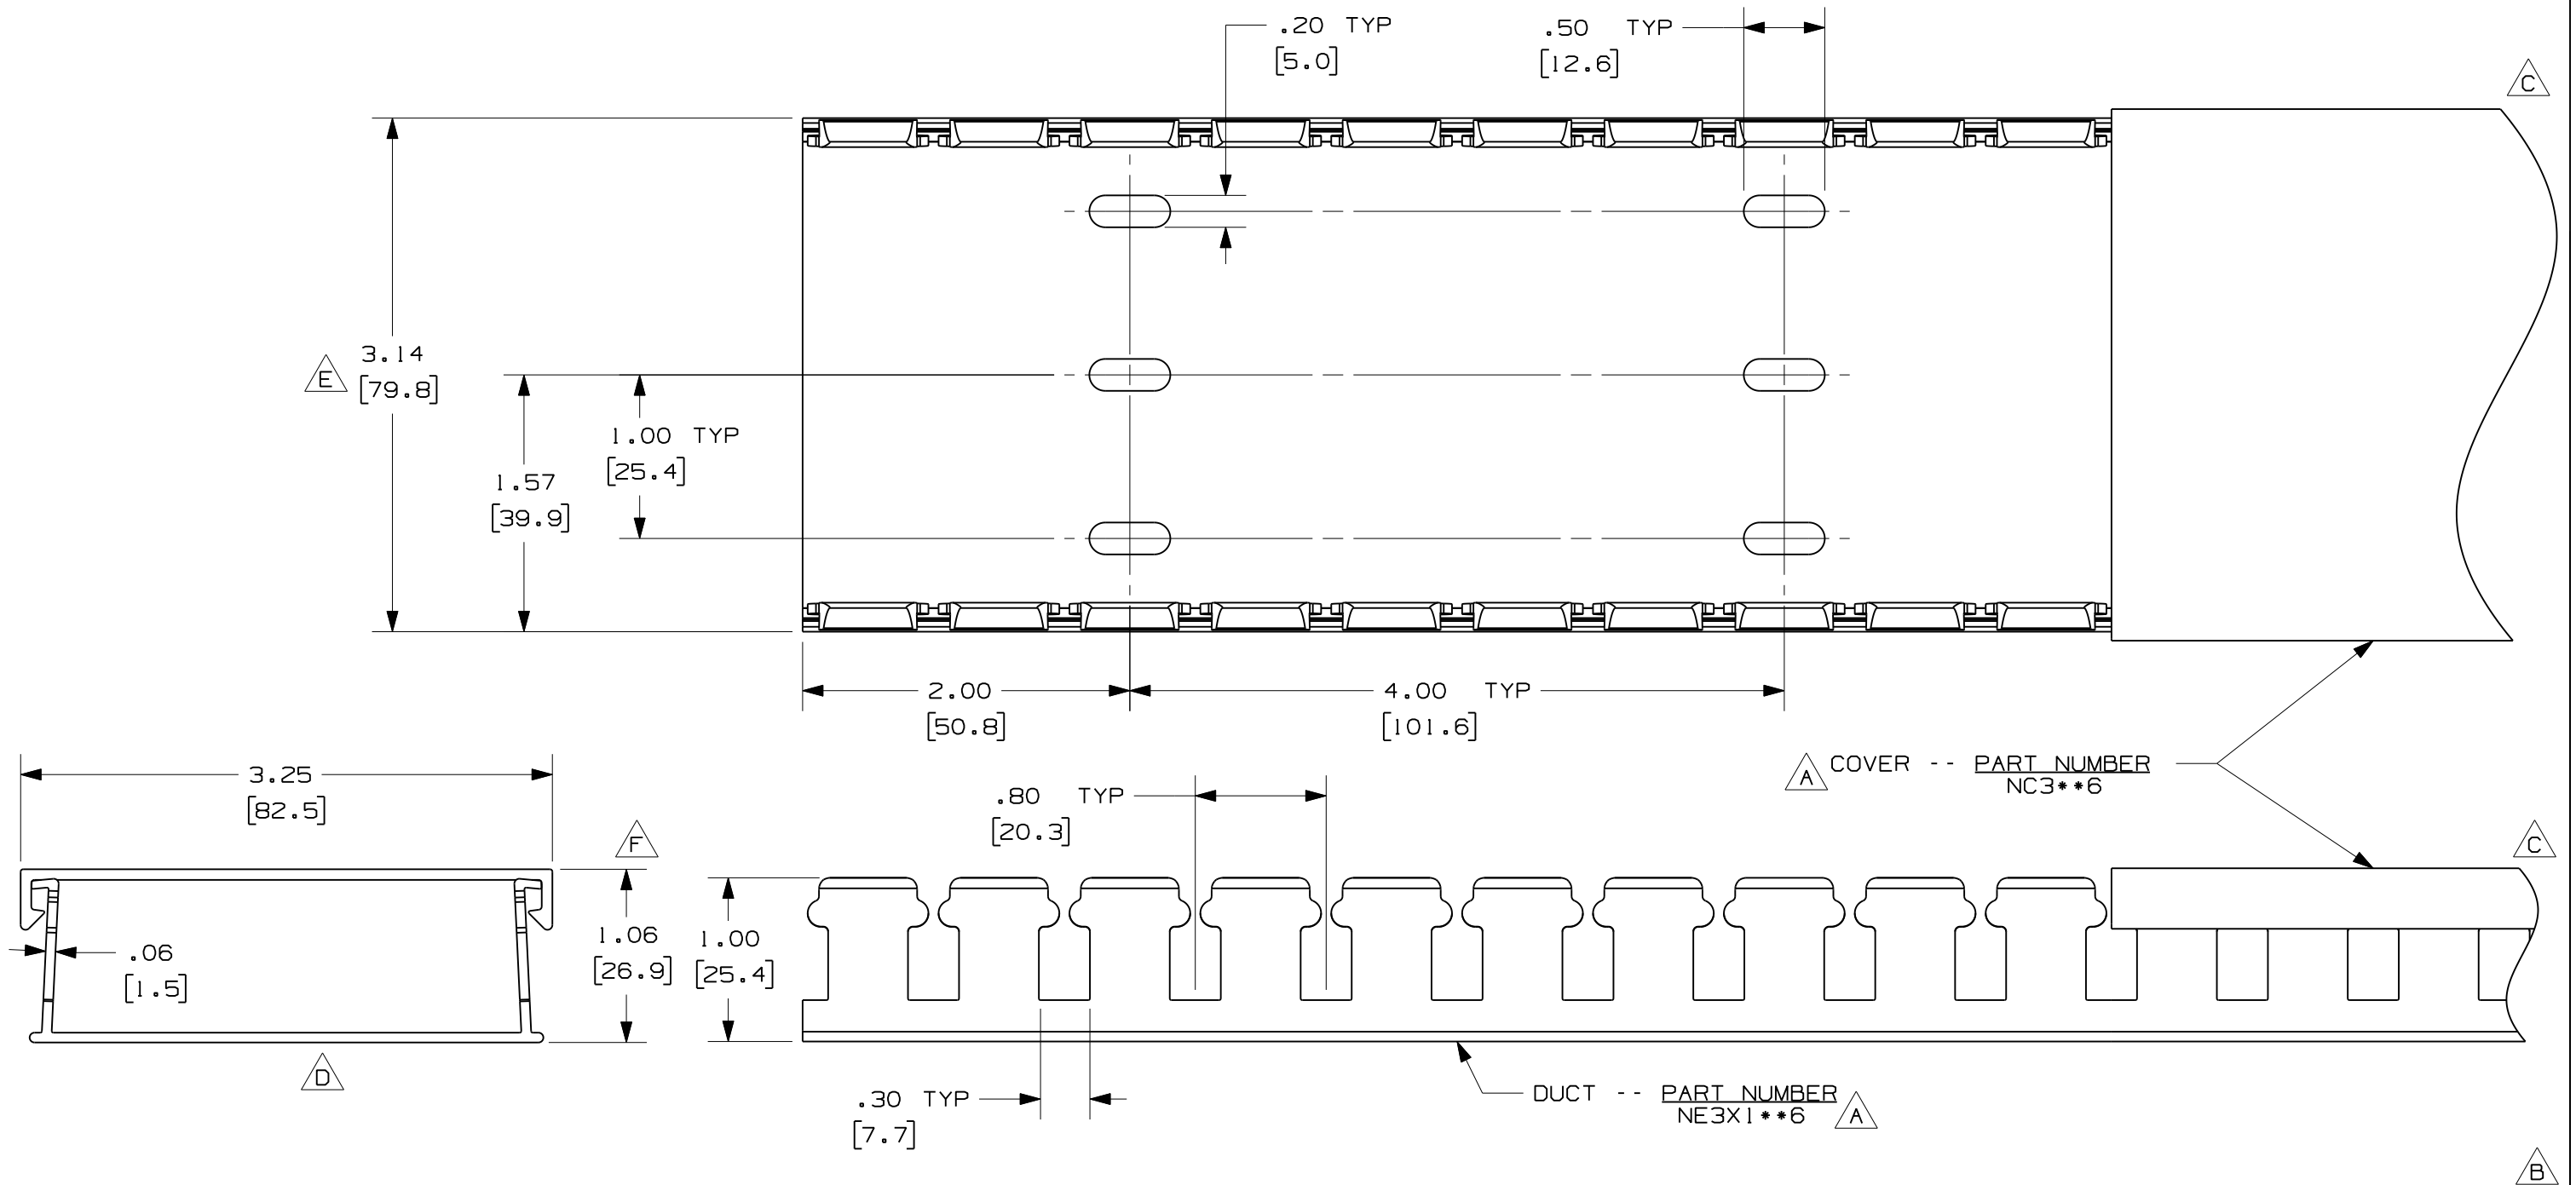 .20 TYP
[5.0]
.50 TYP
[12.6]
C
3.14
[79.8]
E
1.00 TYP
[25.4]
1.57
[39.9]
2.00
[50.8]
4.00 TYP
[101.6]
A COVER -- PART NUMBER
NC3**6
3.25
[82.5]
.80 TYP
[20.3]
F
C
.06
[1.5]
1.06
[26.9]
1.00
[25.4]
D
.30 TYP
[7.7]
DUCT -- PART NUMBER
NE3X1**6 A
B